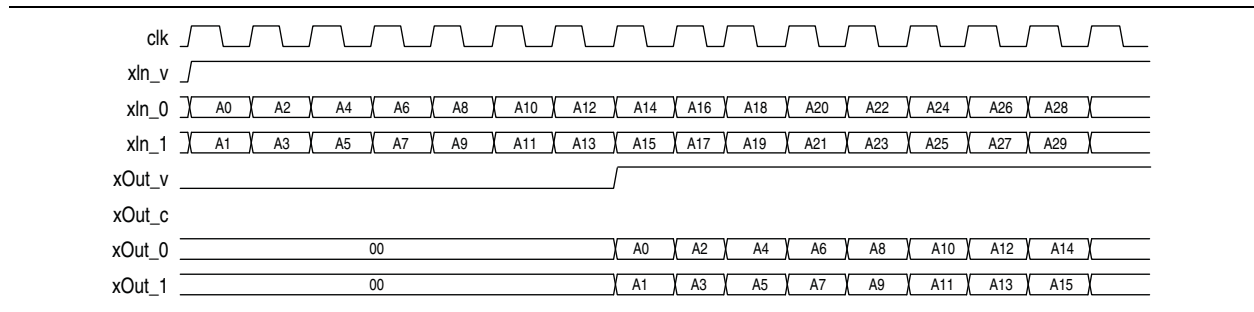 clk
xIn_v
xIn_0 A0 A2 A4 A6 A8 A10 A12 A14 A16 A18 A20 A22 A24 A26 A28
xIn_1 A1 A3 A5 A7 A9 A11 A13 A15 A17 A19 A21 A23 A25 A27 A29
xOut_v
xOut_c
xOut_0 00 A0 A2 A4 A6 A8 A10 A12 A14
xOut_1 00 A1 A3 A5 A7 A9 A11 A13 A15